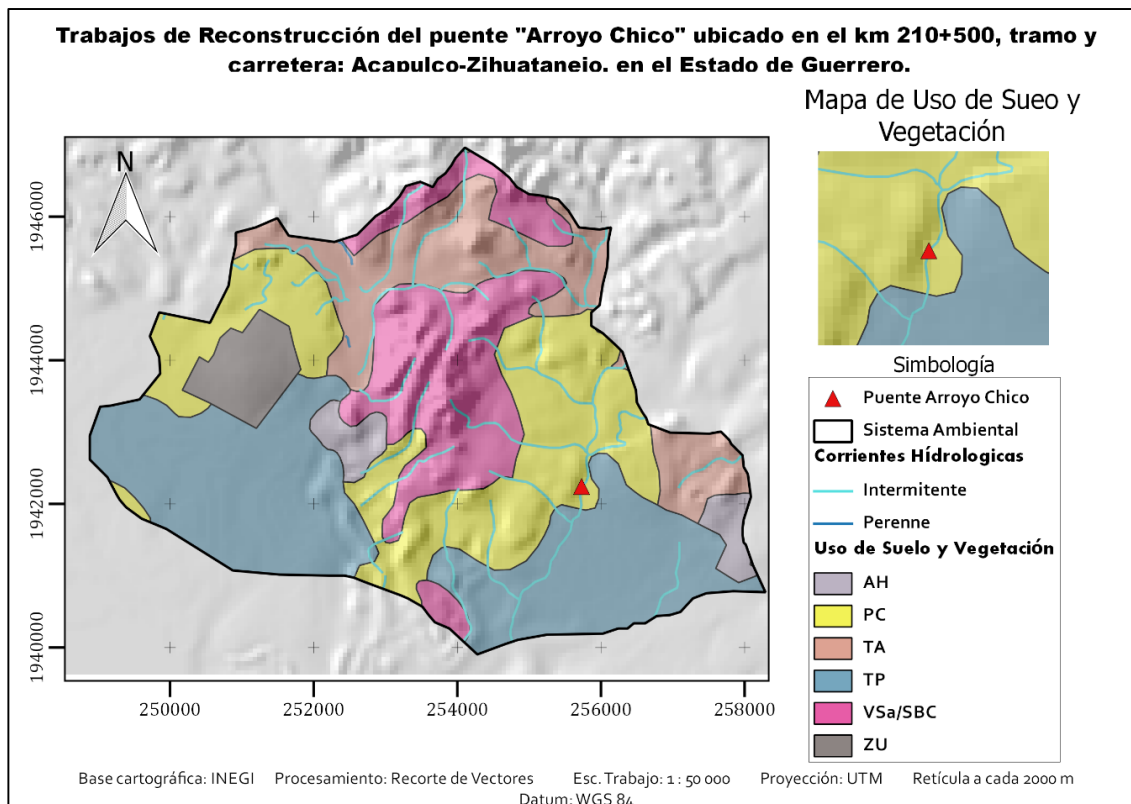 Trabajos de Reconstrucción del puente "Arroyo Chico" ubicado en el km 210+500, tramo y
carretera: Acapulco-Zihuatanejo, en el Estado de Guerrero.
Mapa de Uso de Sueo y
Vegetación
N
1946000
1944000
1942000
1940000
250000
252000
254000
256000
258000
Simbología
Puente Arroyo Chico
Sistema Ambiental
Corrientes Hídrologicas
Intermitente
Perenne
Uso de Suelo y Vegetación
AH
PC
TA
TP
VSa/SBC
ZU
Base cartográfica: INEGI Procesamiento: Recorte de Vectores Esc. Trabajo: 1 : 50 000 Proyección: UTM Retícula a cada 2000 m
Datum: WGS 84